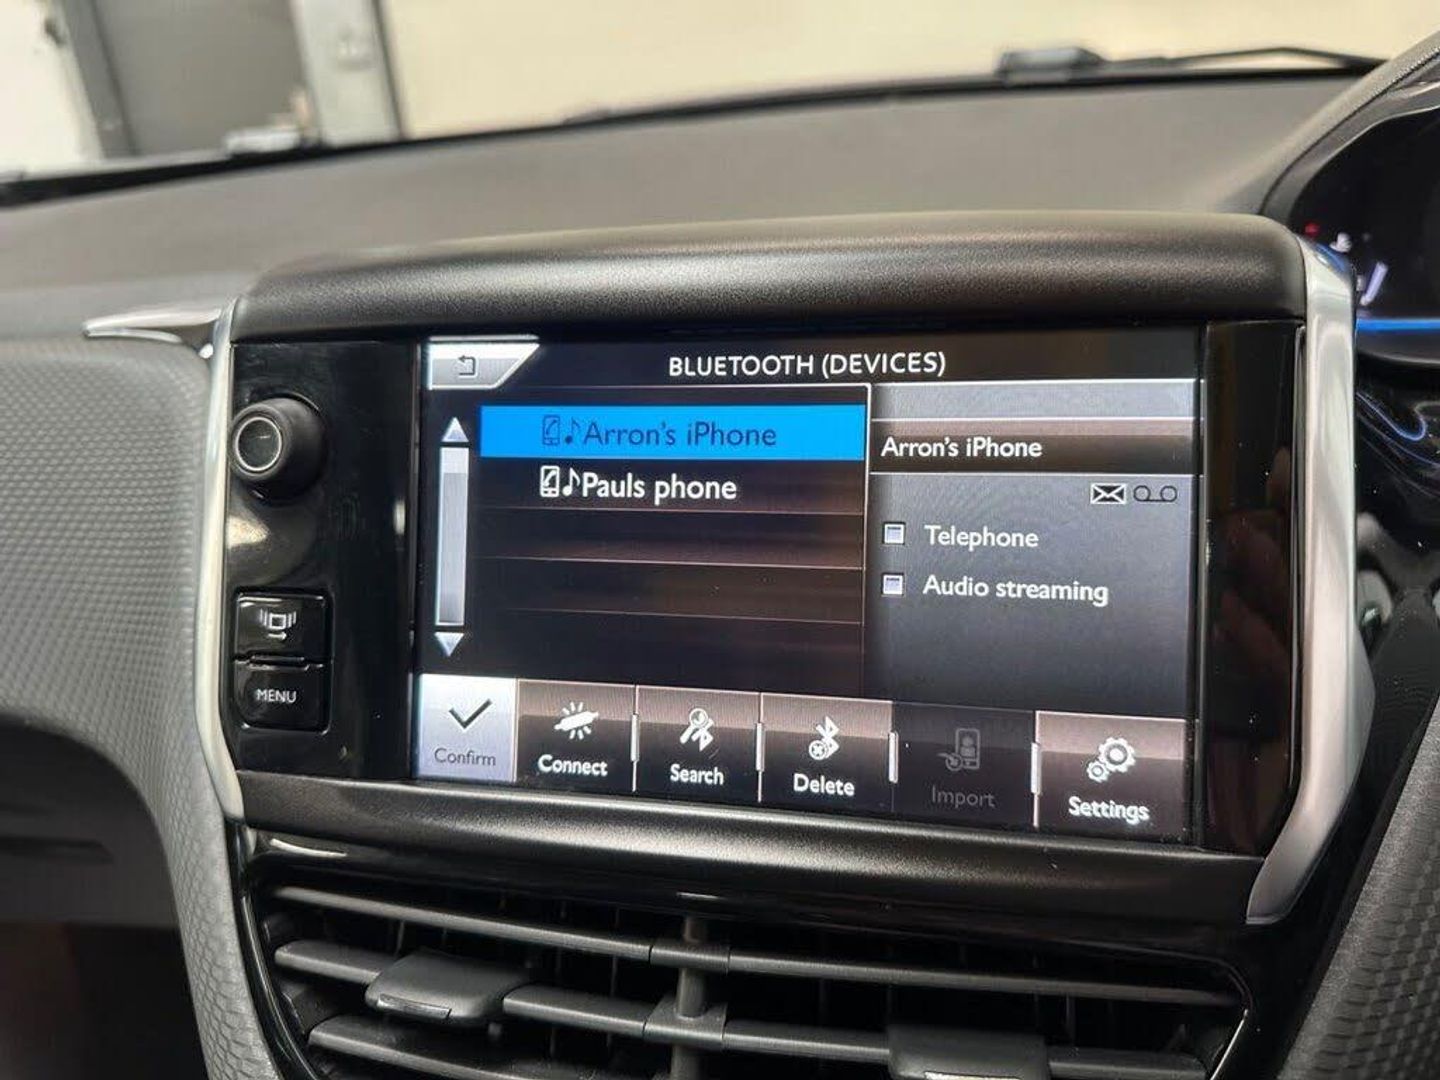 BLUETOOTH (DEVICES)
Arron's iPhone
Pauls phone
Arron's iPhone
Telephone
Audio streaming
MENU
Confirm
Connect
Search
Delete
Import
Settings